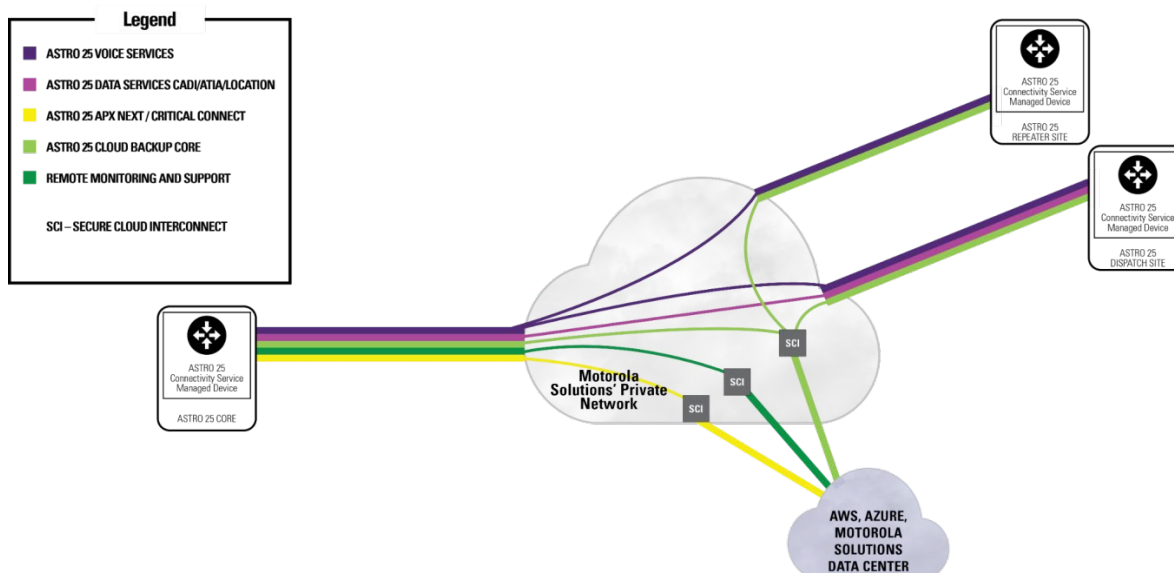 Legend
ASTRO 25 VOICE SERVICES
ASTRO 25 DATA SERVICES CADI/ATIA/LOCATION
ASTRO 25 APX NEXT / CRITICAL CONNECT
ASTRO 25 CLOUD BACKUP CORE
REMOTE MONITORING AND SUPPORT
SCI – SECURE CLOUD INTERCONNECT
ASTRO 25
Connectivity Service
Managed Device
ASTRO 25
REPEATER SITE
ASTRO 25
Connectivity Service
Managed Device
ASTRO 25
DISPATCH SITE
ASTRO 25
Connectivity Service
Managed Device
ASTRO 25 CORE
SCI
SCI
SCI
Motorola
Solutions' Private
Network
AWS, AZURE,
MOTOROLA
SOLUTIONS
DATA CENTER